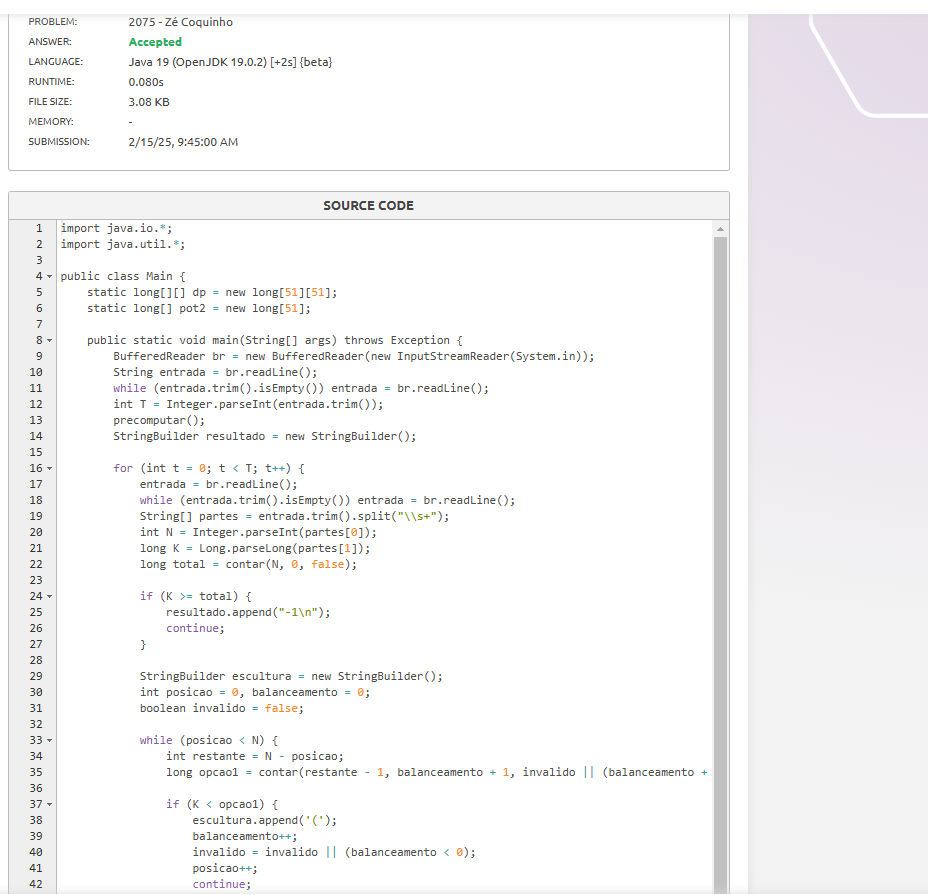 PROBLEM: 2075 - Zé Coquinho
ANSWER: Accepted
LANGUAGE: Java 19 (OpenJDK 19.0.2) [+2s] {beta}
RUNTIME: 0.080s
FILE SIZE: 3.08 KB
MEMORY: -
SUBMISSION: 2/15/25, 9:45:00 AM
SOURCE CODE
1 import java.io.*;
2 import java.util.*;
3
4 public class Main {
5     static long[][] dp = new long[51][51];
6     static long[] pot2 = new long[51];
7
8     public static void main(String[] args) throws Exception {
9         BufferedReader br = new BufferedReader(new InputStreamReader(System.in));
10         String entrada = br.readLine();
11         while (entrada.trim().isEmpty()) entrada = br.readLine();
12         int T = Integer.parseInt(entrada.trim());
13         precomputar();
14         StringBuilder resultado = new StringBuilder();
15
16         for (int t = 0; t < T; t++) {
17             entrada = br.readLine();
18             while (entrada.trim().isEmpty()) entrada = br.readLine();
19             String[] partes = entrada.trim().split("\\s+");
20             int N = Integer.parseInt(partes[0]);
21             long K = Long.parseLong(partes[1]);
22             long total = contar(N, 0, false);
23
24             if (K >= total) {
25                 resultado.append("-1\n");
26                 continue;
27             }
28
29             StringBuilder escultura = new StringBuilder();
30             int posicao = 0, balanceamento = 0;
31             boolean invalido = false;
32
33             while (posicao < N) {
34                 int restante = N - posicao;
35                 long opcao1 = contar(restante - 1, balanceamento + 1, invalido || (balanceamento +
36
37                 if (K < opcao1) {
38                     escultura.append('(');
39                     balanceamento++;
40                     invalido = invalido || (balanceamento < 0);
41                     posicao++;
42                     continue;